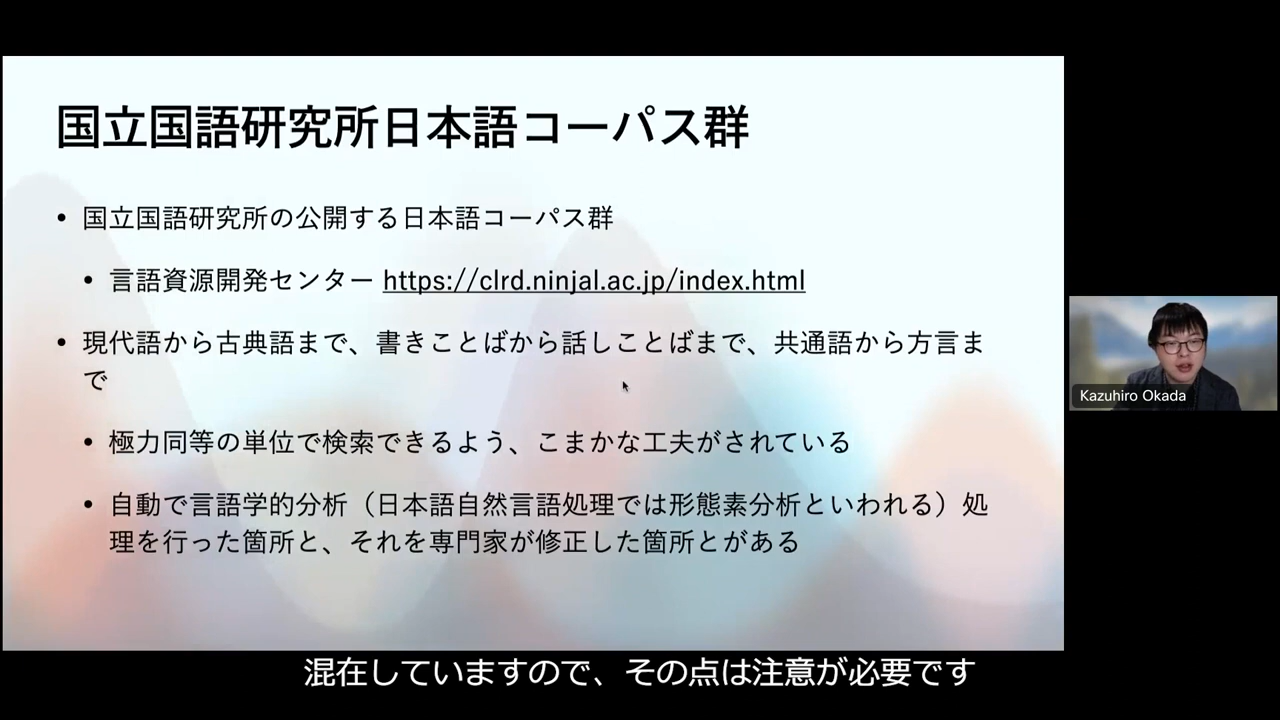 国立国語研究所日本語コーパス群
• 国立国語研究所の公開する日本語コーパス群
• 言語資源開発センター https://clrd.ninjal.ac.jp/index.html
• 現代語から古典語まで、書きことばから話しことばまで、共通語から方言ま
で
• 極力同等の単位で検索できるよう、こまかな工夫がされている
• 自動で言語学的分析（日本語自然言語処理では形態素分析といわれる）処
理を行った箇所と、それを専門家が修正した箇所とがある
Kazuhiro Okada
混在していますので、その点は注意が必要です